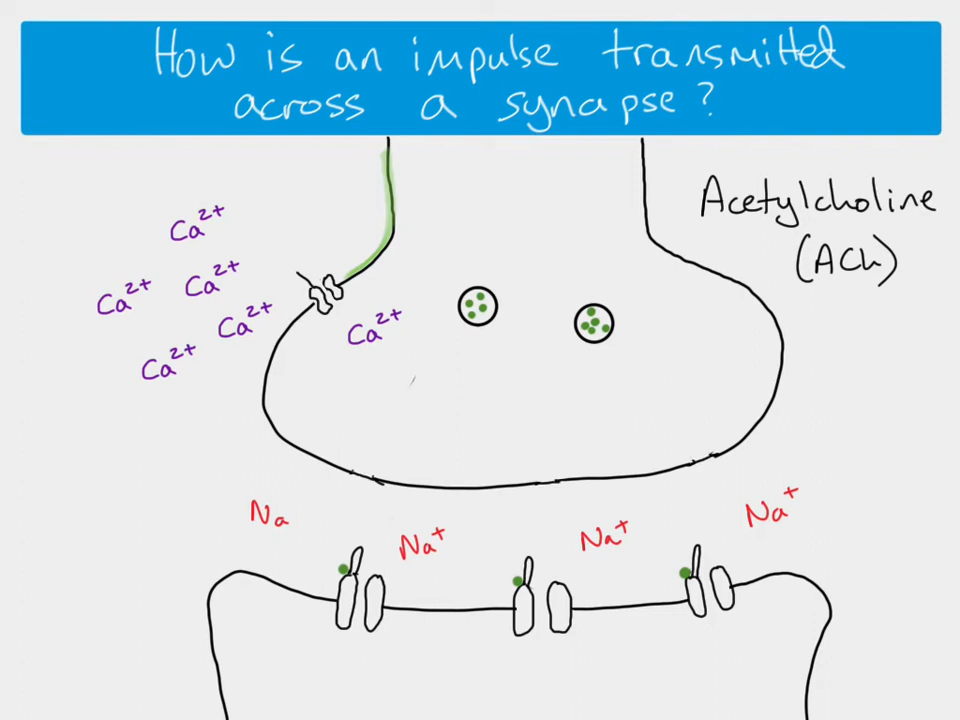 How is an impulse transmitted
across a synapse?
Acetylcholine
(ACh)
Ca²⁺
Ca²⁺
Ca²⁺
Ca²⁺
Ca²⁺
Ca²⁺
Na
Na⁺
Na⁺
Na⁺